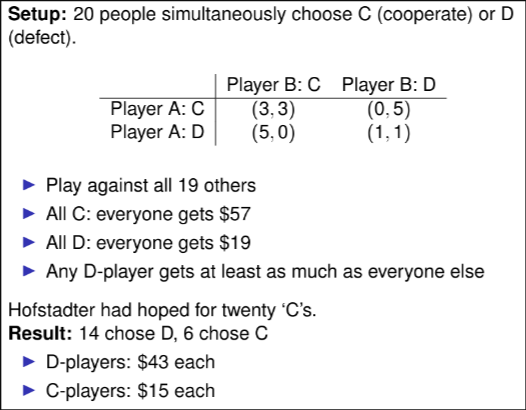 Setup: 20 people simultaneously choose C (cooperate) or D
(defect).
Player B: C Player B: D
Player A: C (3, 3) (0, 5)
Player A: D (5, 0) (1, 1)
Play against all 19 others
All C: everyone gets $57
All D: everyone gets $19
Any D-player gets at least as much as everyone else
Hofstadter had hoped for twenty ‘C’s.
Result: 14 chose D, 6 chose C
D-players: $43 each
C-players: $15 each